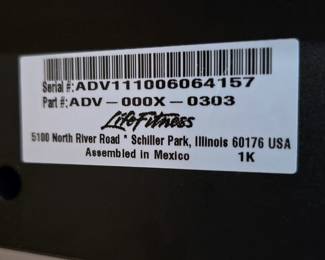 Serial #:ADV111006064157
Part #:ADV-000X-0303
LifeFitness
5100 North River Road * Schiller Park, Illinois 60176 USA
Assembled in Mexico 1K